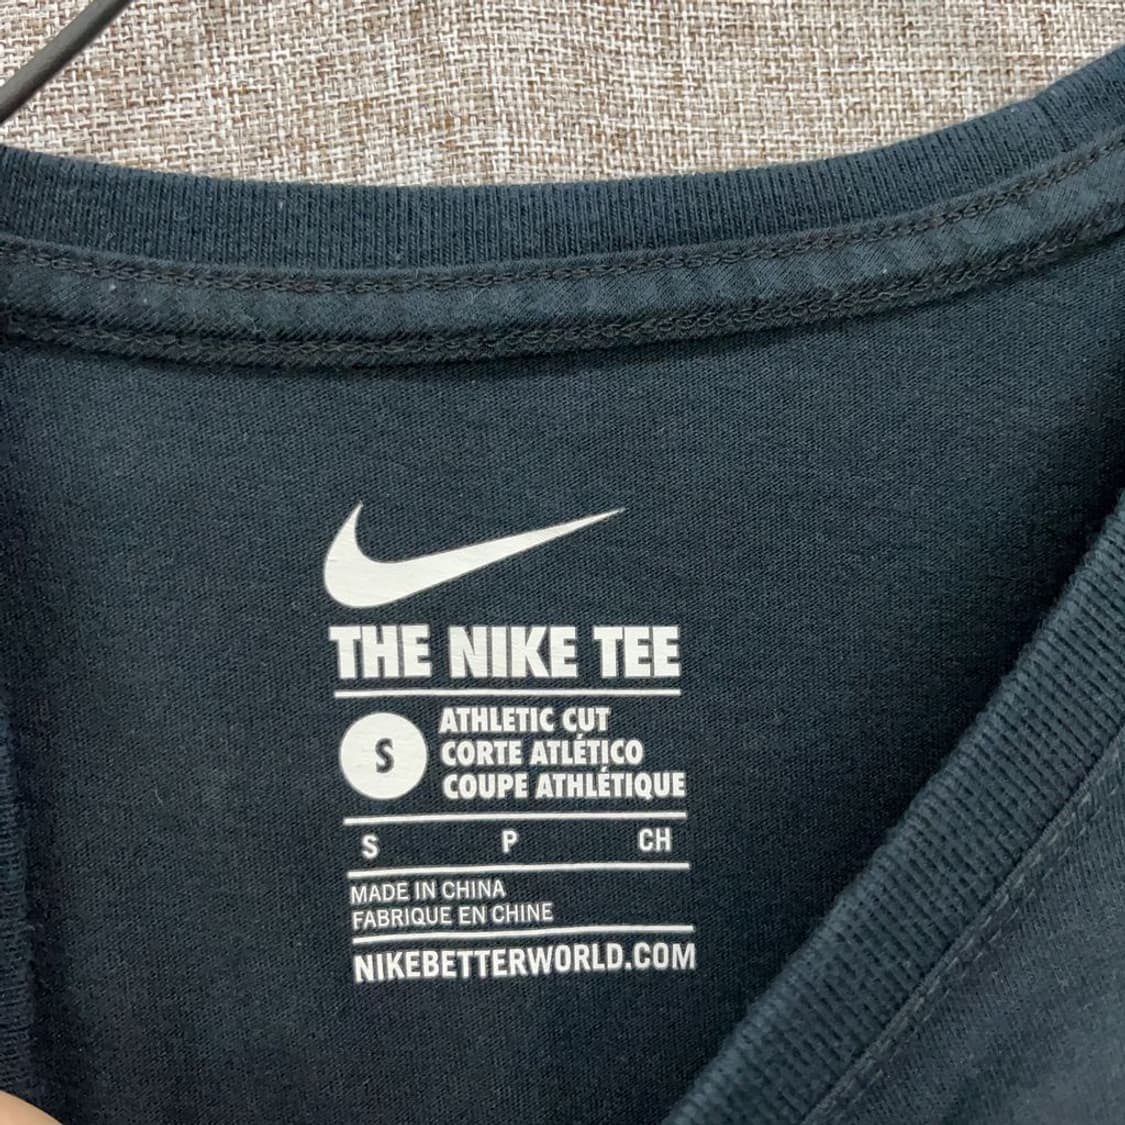 THE NIKE TEE
S
ATHLETIC CUT
CORTE ATLÉTICO
COUPE ATHLÉTIQUE
S P CH
MADE IN CHINA
FABRIQUE EN CHINE
NIKEBETTERWORLD.COM